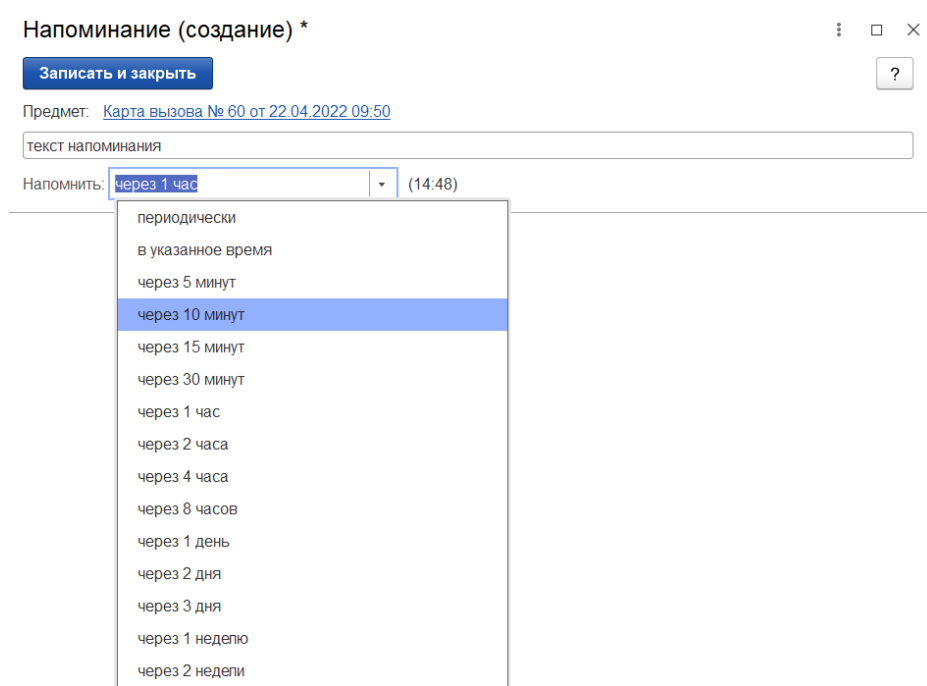 Напоминание (создание) *
Записать и закрыть
?
Предмет: Карта вызова № 60 от 22.04.2022 09:50
текст напоминания
Напомнить: через 1 час (14:48)
периодически
в указанное время
через 5 минут
через 10 минут
через 15 минут
через 30 минут
через 1 час
через 2 часа
через 4 часа
через 8 часов
через 1 день
через 2 дня
через 3 дня
через 1 неделю
через 2 недели